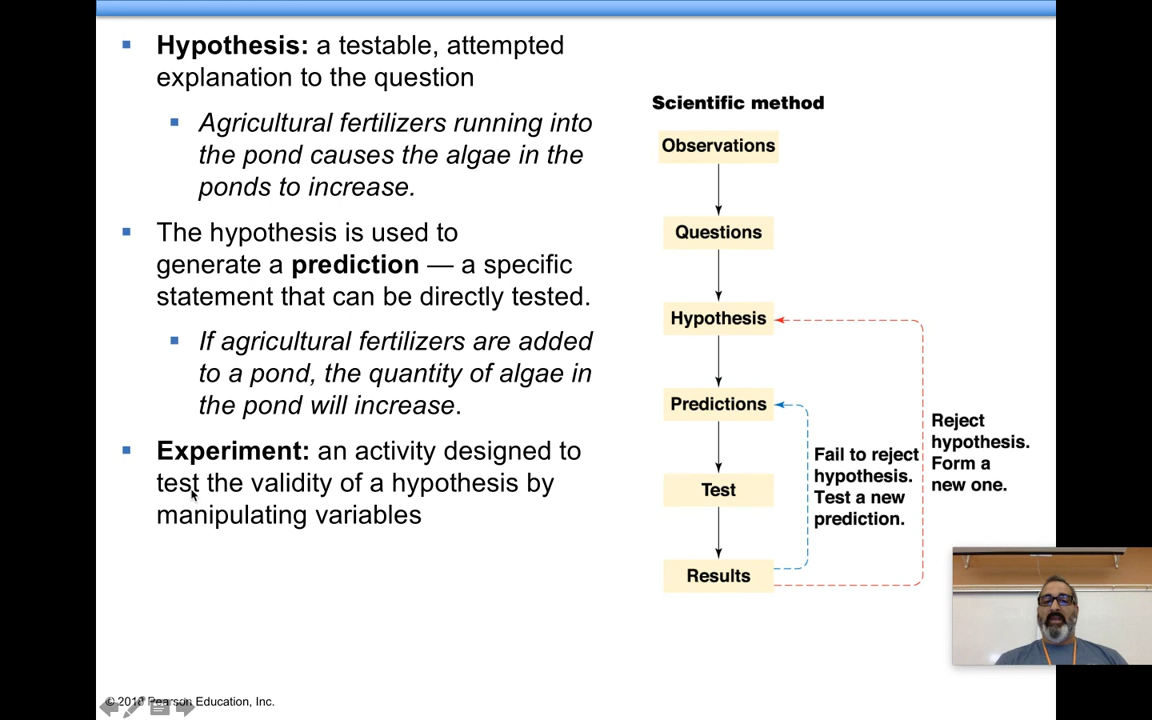 Hypothesis: a testable, attempted
explanation to the question
Agricultural fertilizers running into
the pond causes the algae in the
ponds to increase.
The hypothesis is used to
generate a prediction — a specific
statement that can be directly tested.
If agricultural fertilizers are added
to a pond, the quantity of algae in
the pond will increase.
Experiment: an activity designed to
test the validity of a hypothesis by
manipulating variables
Scientific method
Observations
Questions
Hypothesis
Predictions
Test
Results
Fail to reject
hypothesis.
Test a new
prediction.
Reject
hypothesis.
Form a
new one.
© Pearson Education, Inc.